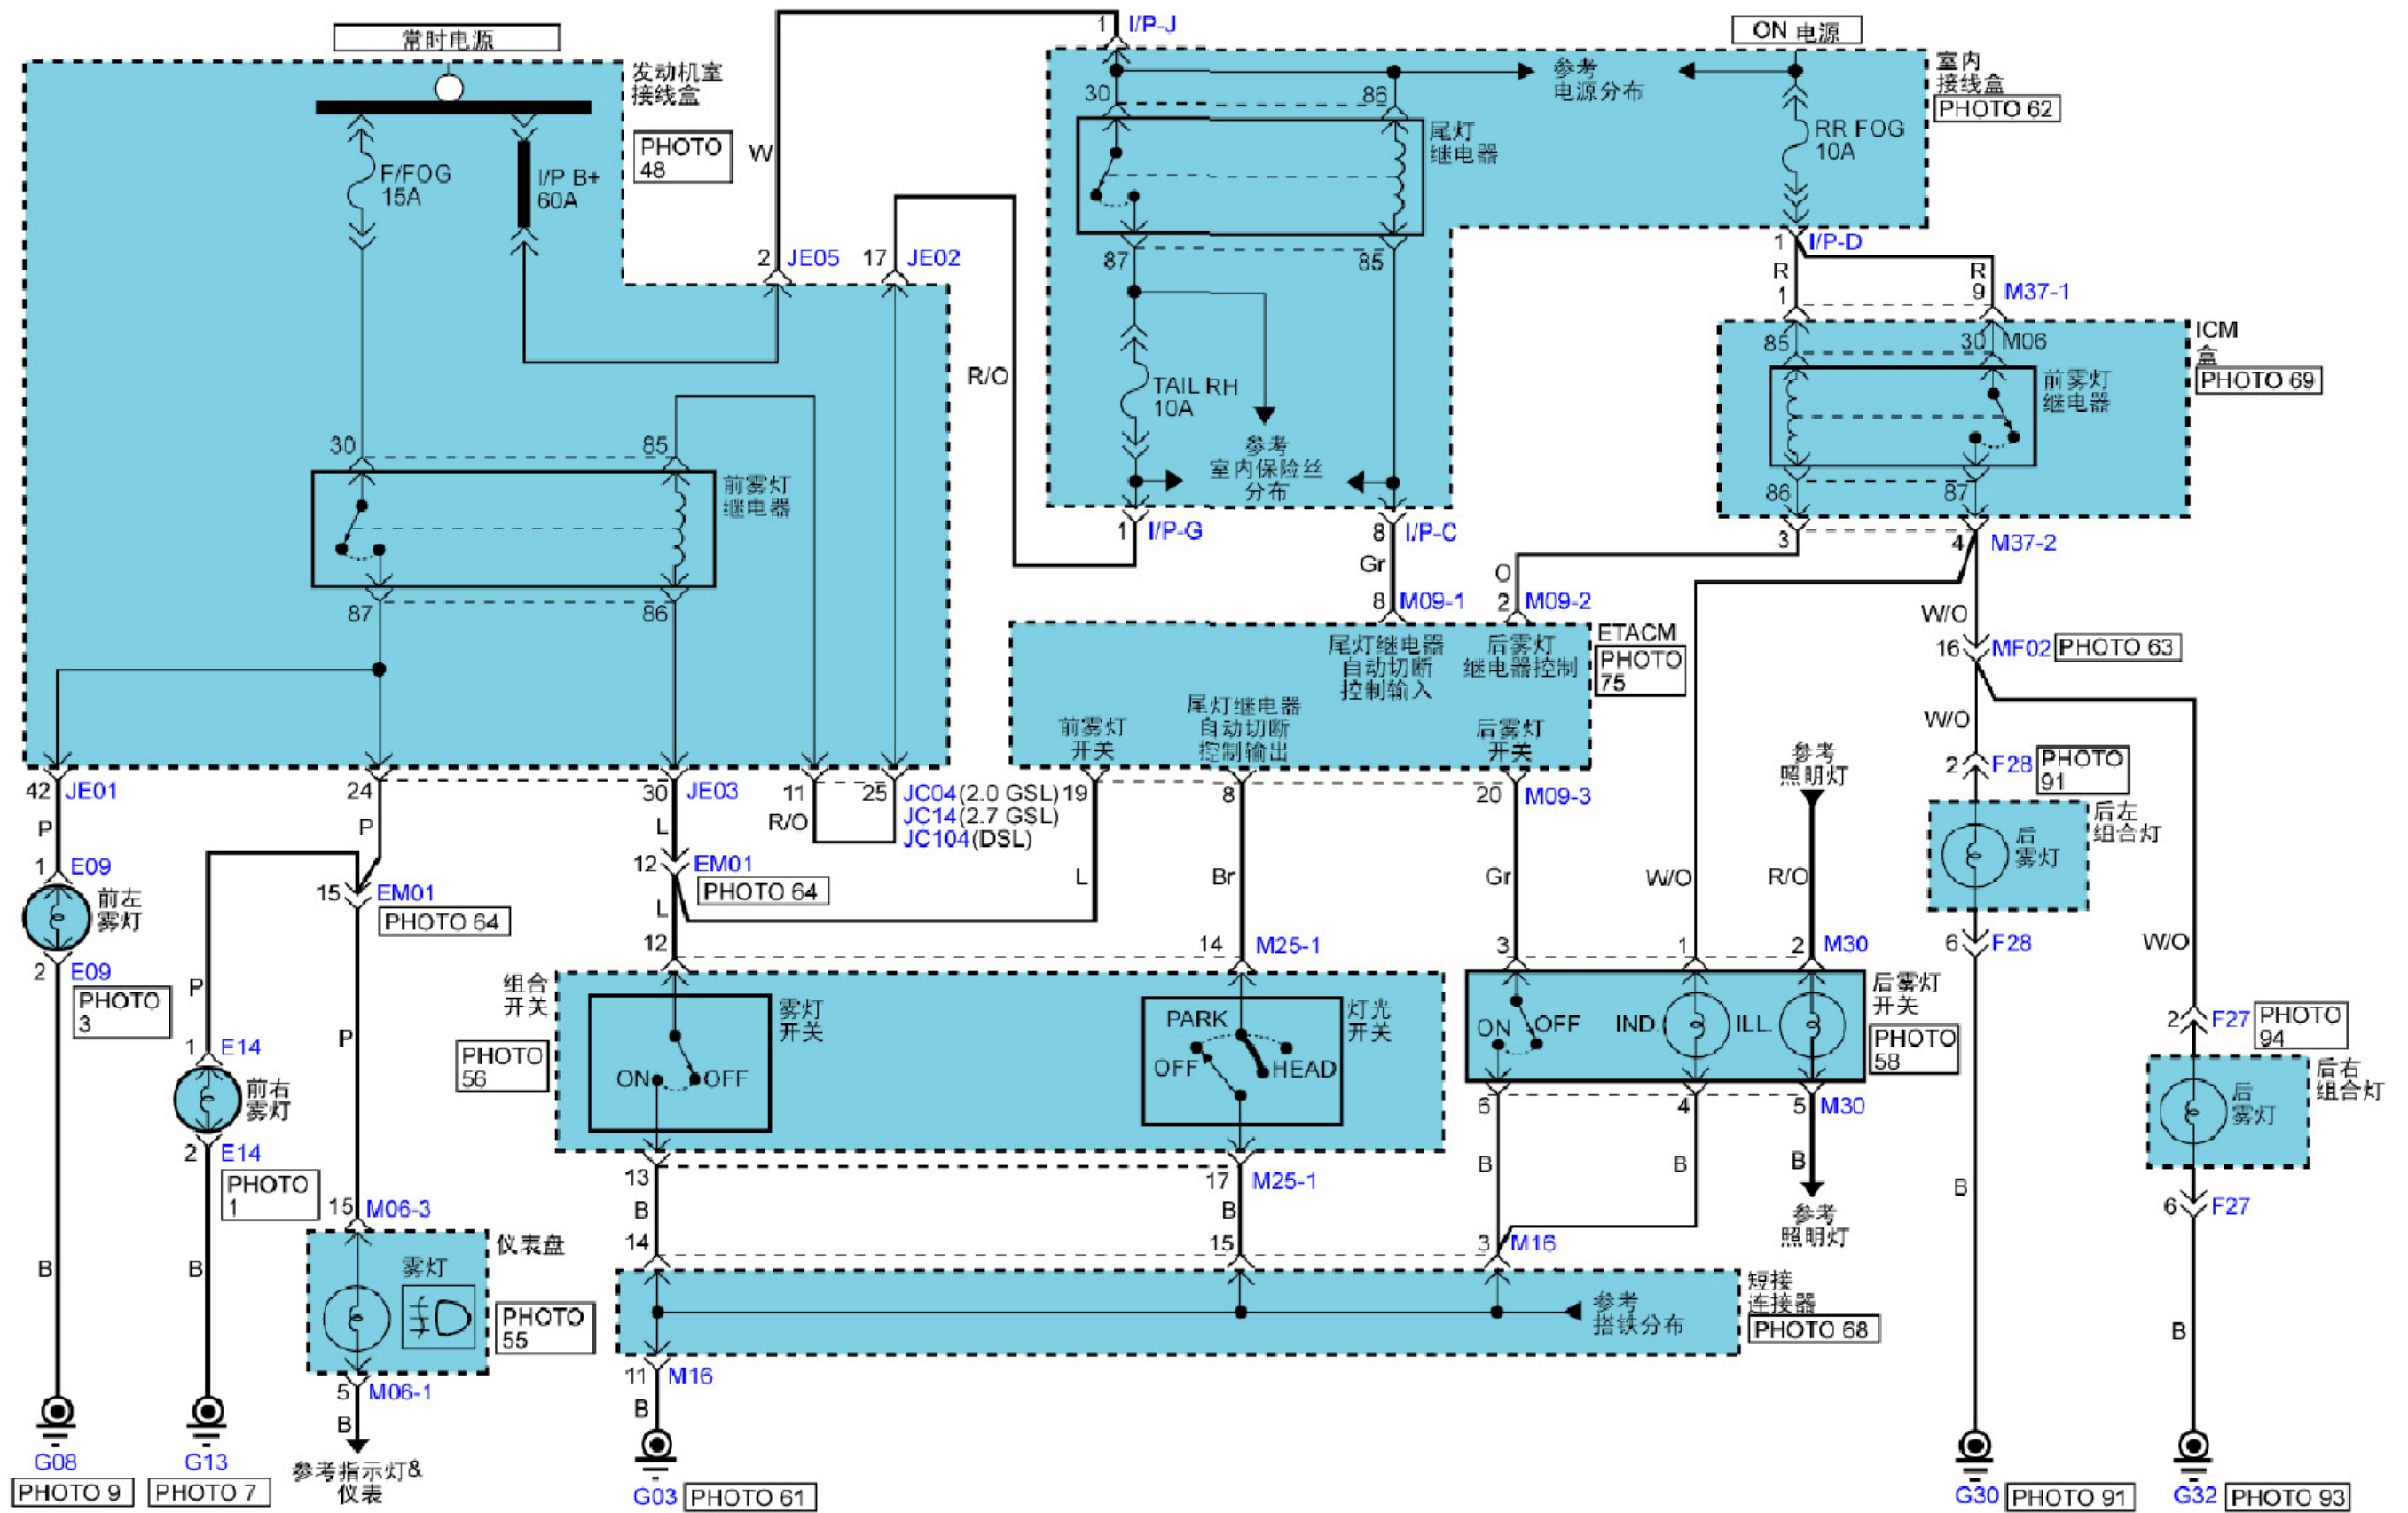 常时电源
发动机室
接线盒
PHOTO
48
F/FOG
15A
I/P B+
60A
W
2 JE05
17 JE02
R/O
30
85
前雾灯
继电器
87
86
42 JE01
24
30 JE03
11
25
JC04(2.0 GSL)
JC14(2.7 GSL)
JC104(DSL)
R/O
P
1 E09
前左
雾灯
2 E09
PHOTO
3
B
G08
PHOTO 9
P
15 EM01
PHOTO 64
P
1 E14
前右
雾灯
2 E14
PHOTO
1
B
G13
PHOTO 7
P
15 M06-3
仪表盘
雾灯
PHOTO
55
5 M06-1
B
参考指示灯&
仪表
L
12 EM01
PHOTO 64
L
12
14 M25-1
组合
开关
PHOTO
56
雾灯
开关
ON
OFF
灯光
开关
PARK
OFF
HEAD
13
17 M25-1
B
B
14
15
3 M16
短接
连接器
PHOTO 68
参考
搭铁分布
11 M16
B
G03
PHOTO 61
1 I/P-J
30
86
参考
电源分布
尾灯
继电器
87
85
TAIL RH
10A
参考
室内保险丝
分布
1 I/P-G
8 I/P-C
Gr
8 M09-1
O
2 M09-2
ETACM
PHOTO
75
尾灯继电器
自动切断
控制输入
后雾灯
继电器控制
前雾灯
开关
尾灯继电器
自动切断
控制输出
后雾灯
开关
19
8
20 M09-3
L
Br
Gr
W/O
R/O
参考
照明灯
3
1
2 M30
后雾灯
开关
PHOTO
58
ON
OFF
IND.
ILL.
6
4
5 M30
B
B
B
参考
照明灯
ON 电源
室内
接线盒
PHOTO 62
RR FOG
10A
1 I/P-D
R
R
1
9 M37-1
ICM
盒
PHOTO 69
85
30 M06
前雾灯
继电器
86
87
3
4 M37-2
W/O
16 MF02
PHOTO 63
W/O
2 F28
PHOTO
91
后左
组合灯
后
雾灯
6 F28
B
G30
PHOTO 91
W/O
2 F27
PHOTO
94
后右
组合灯
后
雾灯
6 F27
B
G32
PHOTO 93